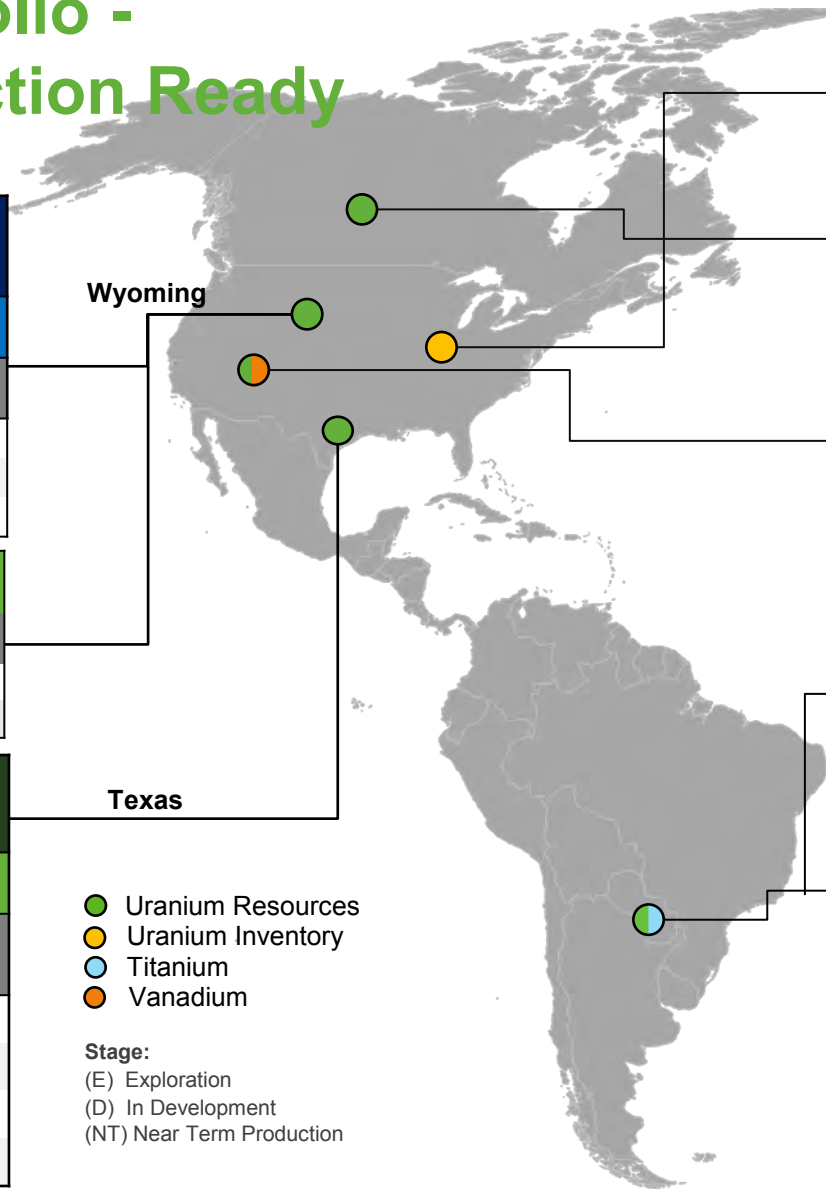 ction Ready
Wyoming
Texas
Uranium Resources
Uranium Inventory
Titanium
Vanadium
Stage:
(E) Exploration
(D) In Development
(NT) Near Term Production